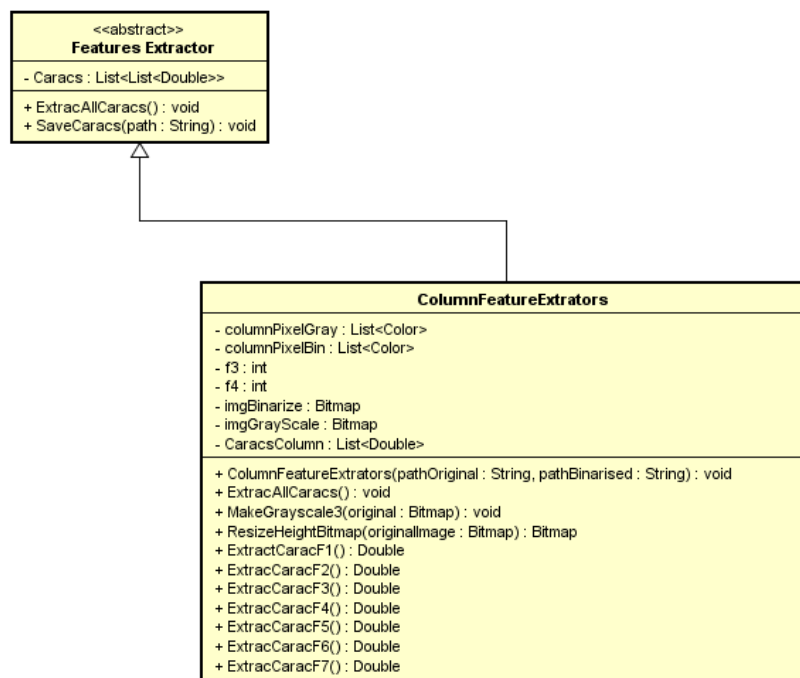 <<abstract>>
Features Extractor
- Caracs : List<List<Double>>
+ ExtracAllCaracs() : void
+ SaveCaracs(path : String) : void
ColumnFeatureExtrators
- columnPixelGray : List<Color>
- columnPixelBin : List<Color>
- f3 : int
- f4 : int
- imgBinarize : Bitmap
- imgGrayScale : Bitmap
- CaracsColumn : List<Double>
+ ColumnFeatureExtrators(pathOriginal : String, pathBinarised : String) : void
+ ExtracAllCaracs() : void
+ MakeGrayscale3(original : Bitmap) : void
+ ResizeHeightBitmap(originalImage : Bitmap) : Bitmap
+ ExtractCaracF1() : Double
+ ExtracCaracF2() : Double
+ ExtracCaracF3() : Double
+ ExtracCaracF4() : Double
+ ExtracCaracF5() : Double
+ ExtracCaracF6() : Double
+ ExtracCaracF7() : Double